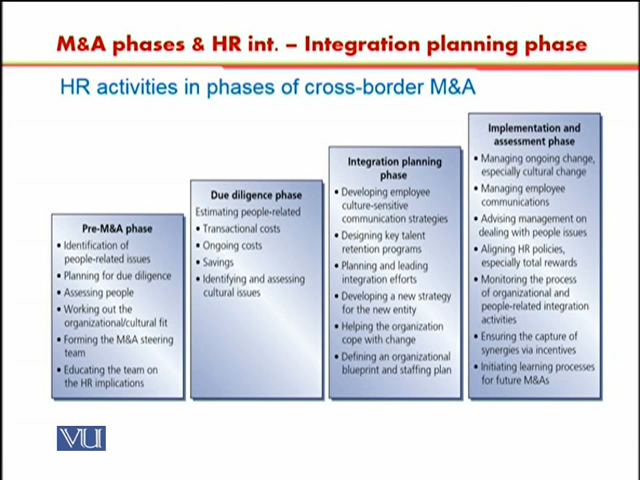 M&A phases & HR int. – Integration planning phase
HR activities in phases of cross-border M&A
Pre-M&A phase
• Identification of
people-related issues
• Planning for due diligence
• Assessing people
• Working out the
organizational/cultural fit
• Forming the M&A steering
team
• Educating the team on
the HR implications
Due diligence phase
Estimating people-related
• Transactional costs
• Ongoing costs
• Savings
• Identifying and assessing
cultural issues
Integration planning
phase
• Developing employee
culture-sensitive
communication strategies
• Designing key talent
retention programs
• Planning and leading
integration efforts
• Developing a new strategy
for the new entity
• Helping the organization
cope with change
• Defining an organizational
blueprint and staffing plan
Implementation and
assessment phase
• Managing ongoing change,
especially cultural change
• Managing employee
communications
• Advising management on
dealing with people issues
• Aligning HR policies,
especially total rewards
• Monitoring the process
of organizational and
people-related integration
activities
• Ensuring the capture of
synergies via incentives
• Initiating learning processes
for future M&As
VU